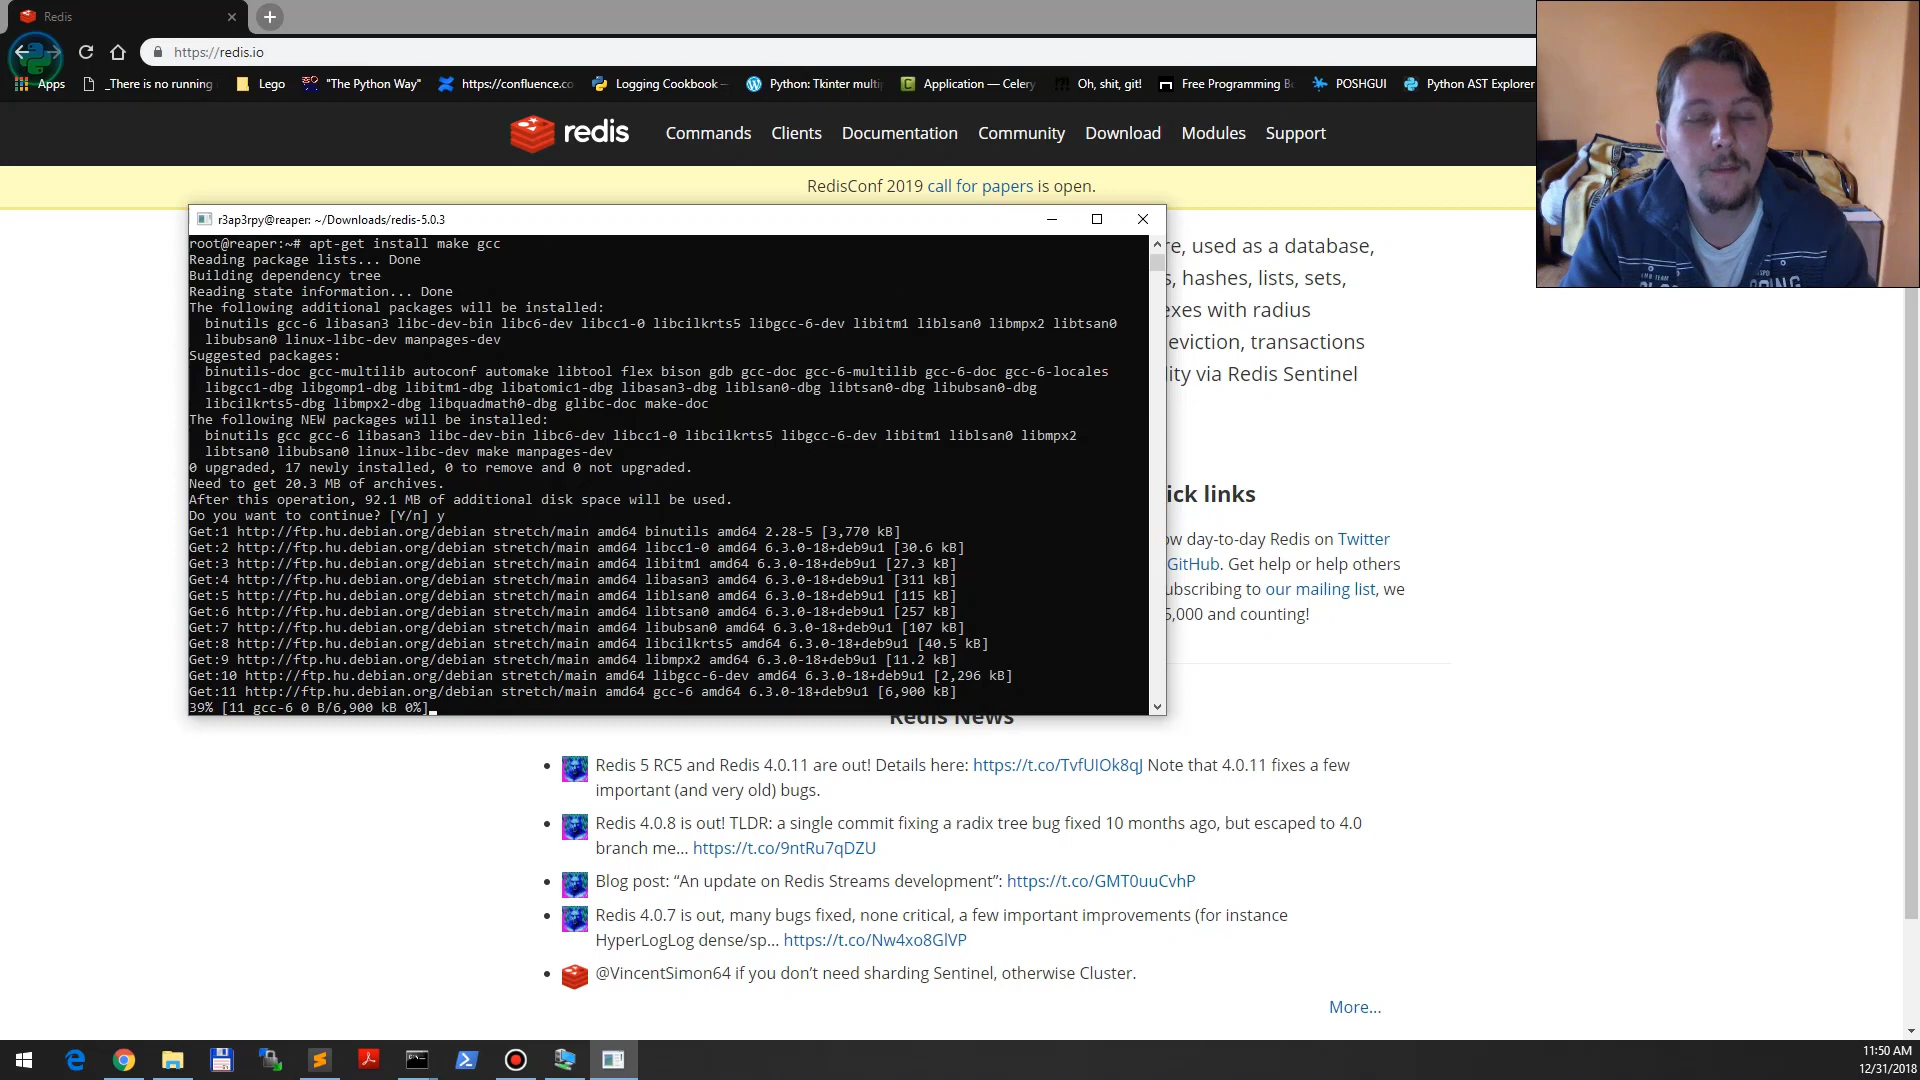 Redis
https://redis.io
Apps
_There is no running
Lego
"The Python Way"
https://confluence.co
Logging Cookbook –
Python: Tkinter multip
Application — Celery
Oh, shit, git!
Free Programming B
POSHGUI
Python AST Explorer
redis
Commands
Clients
Documentation
Community
Download
Modules
Support
RedisConf 2019 call for papers is open.
r3ap3rpy@reaper: ~/Downloads/redis-5.0.3
root@reaper:~# apt-get install make gcc
Reading package lists... Done
Building dependency tree
Reading state information... Done
The following additional packages will be installed:
binutils gcc-6 libasan3 libc-dev-bin libc6-dev libcc1-0 libcilkrts5 libgcc-6-dev libitm1 liblsan0 libmpx2 libtsan0
libubsan0 linux-libc-dev manpages-dev
Suggested packages:
binutils-doc gcc-multilib autoconf automake libtool flex bison gdb gcc-doc gcc-6-multilib gcc-6-doc gcc-6-locales
libgcc1-dbg libgomp1-dbg libitm1-dbg libatomic1-dbg libasan3-dbg liblsan0-dbg libtsan0-dbg libubsan0-dbg
libcilkrts5-dbg libmpx2-dbg libquadmath0-dbg glibc-doc make-doc
The following NEW packages will be installed:
binutils gcc gcc-6 libasan3 libc-dev-bin libc6-dev libcc1-0 libcilkrts5 libgcc-6-dev libitm1 liblsan0 libmpx2
libtsan0 libubsan0 linux-libc-dev make manpages-dev
0 upgraded, 17 newly installed, 0 to remove and 0 not upgraded.
Need to get 20.3 MB of archives.
After this operation, 92.1 MB of additional disk space will be used.
Do you want to continue? [Y/n] y
Get:1 http://ftp.hu.debian.org/debian stretch/main amd64 binutils amd64 2.28-5 [3,770 kB]
Get:2 http://ftp.hu.debian.org/debian stretch/main amd64 libcc1-0 amd64 6.3.0-18+deb9u1 [30.6 kB]
Get:3 http://ftp.hu.debian.org/debian stretch/main amd64 libitm1 amd64 6.3.0-18+deb9u1 [27.3 kB]
Get:4 http://ftp.hu.debian.org/debian stretch/main amd64 libasan3 amd64 6.3.0-18+deb9u1 [311 kB]
Get:5 http://ftp.hu.debian.org/debian stretch/main amd64 liblsan0 amd64 6.3.0-18+deb9u1 [115 kB]
Get:6 http://ftp.hu.debian.org/debian stretch/main amd64 libtsan0 amd64 6.3.0-18+deb9u1 [257 kB]
Get:7 http://ftp.hu.debian.org/debian stretch/main amd64 libubsan0 amd64 6.3.0-18+deb9u1 [107 kB]
Get:8 http://ftp.hu.debian.org/debian stretch/main amd64 libcilkrts5 amd64 6.3.0-18+deb9u1 [40.5 kB]
Get:9 http://ftp.hu.debian.org/debian stretch/main amd64 libmpx2 amd64 6.3.0-18+deb9u1 [11.2 kB]
Get:10 http://ftp.hu.debian.org/debian stretch/main amd64 libgcc-6-dev amd64 6.3.0-18+deb9u1 [2,296 kB]
Get:11 http://ftp.hu.debian.org/debian stretch/main amd64 gcc-6 amd64 6.3.0-18+deb9u1 [6,900 kB]
39% [11 gcc-6 0 B/6,900 kB 0%]
re, used as a database,
s, hashes, lists, sets,
exes with radius
eviction, transactions
lity via Redis Sentinel
ick links
ow day-to-day Redis on Twitter
GitHub. Get help or help others
ubscribing to our mailing list, we
5,000 and counting!
Redis News
Redis 5 RC5 and Redis 4.0.11 are out! Details here: https://t.co/TvfUIOk8qJ Note that 4.0.11 fixes a few
important (and very old) bugs.
Redis 4.0.8 is out! TLDR: a single commit fixing a radix tree bug fixed 10 months ago, but escaped to 4.0
branch me... https://t.co/9ntRu7qDZU
Blog post: “An update on Redis Streams development”: https://t.co/GMT0uuCvhP
Redis 4.0.7 is out, many bugs fixed, none critical, a few important improvements (for instance
HyperLogLog dense/sp... https://t.co/Nw4xo8GlVP
@VincentSimon64 if you don’t need sharding Sentinel, otherwise Cluster.
More...
11:50 AM
12/31/2018